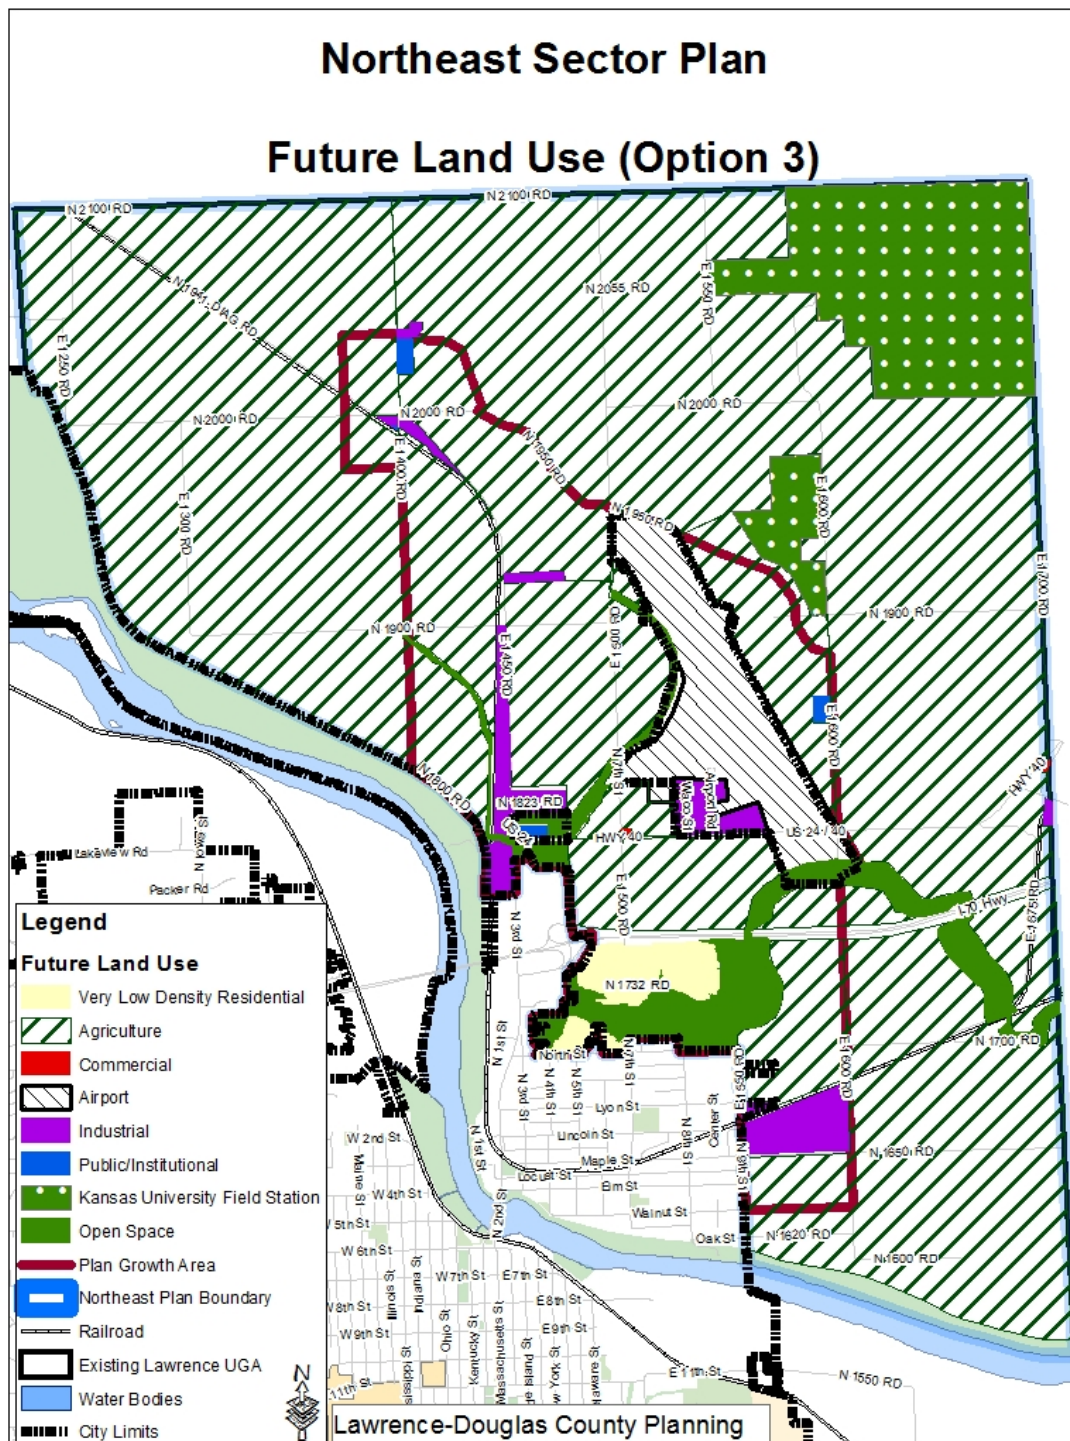 Northeast Sector Plan
Future Land Use (Option 3)
N 2100 RD
N 2100 RD
N 1941 DIAG RD
N 2055 RD
E 1550 RD
E 1250 RD
N 2000 RD
N 2000 RD
N 2000 RD
N 1950 RD
E 1400 RD
E 1300 RD
N 1950 RD
E 1600 RD
E 1700 RD
N 1900 RD
N 1900 RD
E 1500 RD
E 1450 RD
E 1600 RD
N 1800 RD
N 7th St
HWY 40
N 1823 RD
Airport Rd
Waco St
US 24
HWY 40
US 24 / 40
Lakeview Rd
N Iowa St
Packer Rd
E 1500 RD
I-70 Hwy
E 1675 RD
N 3rd St
N 1732 RD
N 1700 RD
N 1st St
North St
N 7th St
E 1550 RD
E 1600 RD
N 3rd St
N 4th St
N 5th St
Lyon St
Center St
N 8th St
Lincoln St
N 1650 RD
W 2nd St
Maine St
N 1st St
Maple St
Locust St
N 9th St
Elm St
W 4th St
N 2nd St
Walnut St
W 5th St
Oak St
N 1620 RD
W 6th St
N 1600 RD
Illinois St
Indiana St
W 7th St
E 7th St
W 8th St
E 8th St
W 9th St
Ohio St
Kentucky St
Massachusetts St
E 9th St
E 11th St
N 1550 RD
11th St
Legend
Future Land Use
Very Low Density Residential
Agriculture
Commercial
Airport
Industrial
Public/Institutional
Kansas University Field Station
Open Space
Plan Growth Area
Northeast Plan Boundary
Railroad
Existing Lawrence UGA
Water Bodies
City Limits
N
Lawrence-Douglas County Planning